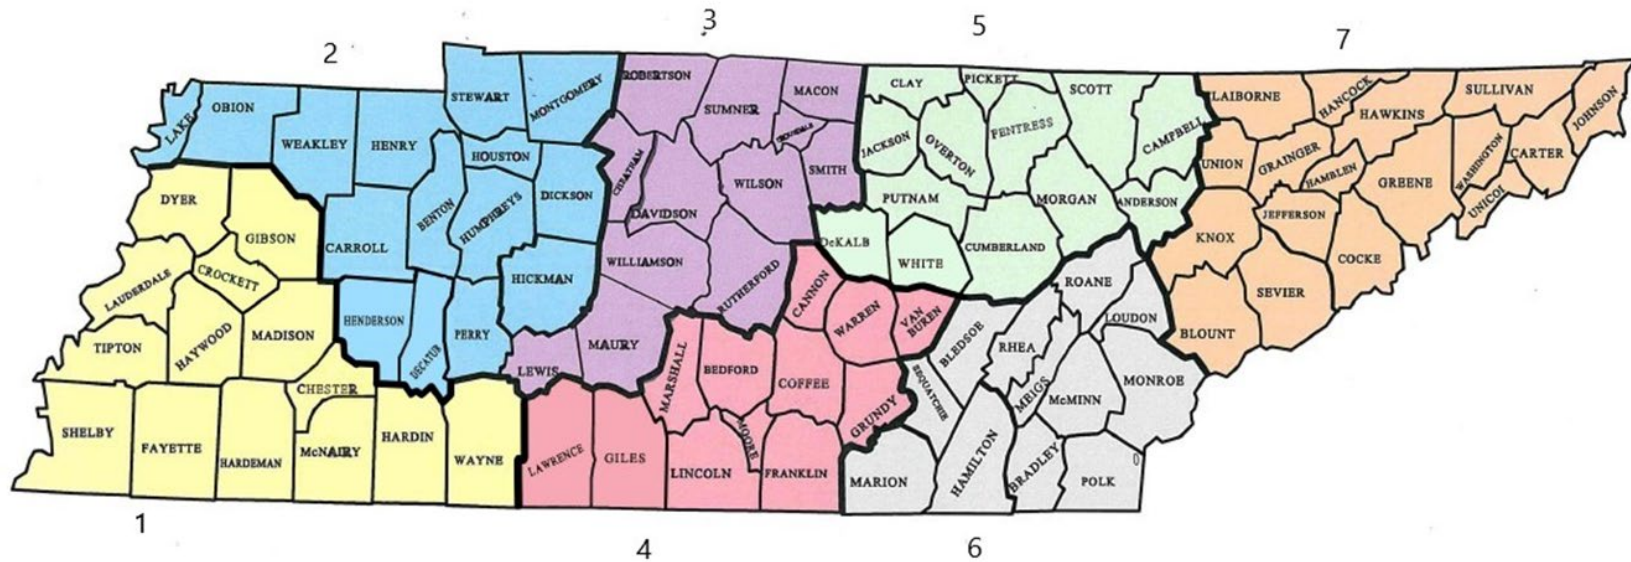 3
5
2
7
LAKE
OBION
WEAKLEY
HENRY
STEWART
MONTGOMERY
HOUSTON
HUMPHREYS
DICKSON
BENTON
CARROLL
HICKMAN
HENDERSON
DECATUR
PERRY
ROBERTSON
SUMNER
MACON
SMITH
CHEATHAM
DAVIDSON
WILSON
WILLIAMSON
RUTHERFORD
MAURY
LEWIS
CLAY
PICKETT
SCOTT
CAMPBELL
JACKSON
OVERTON
FENTRESS
PUTNAM
MORGAN
ANDERSON
DeKALB
WHITE
CUMBERLAND
CLAIBORNE
HANCOCK
HAWKINS
SULLIVAN
JOHNSON
UNION
GRAINGER
HAMBLEN
GREENE
WASHINGTON
CARTER
UNICOI
KNOX
JEFFERSON
COCKE
SEVIER
BLOUNT
DYER
GIBSON
LAUDERDALE
CROCKETT
TIPTON
HAYWOOD
MADISON
CHESTER
SHELBY
FAYETTE
HARDEMAN
McNAIRY
HARDIN
WAYNE
CANNON
WARREN
VAN
BUREN
MARSHALL
BEDFORD
COFFEE
GRUNDY
LAWRENCE
GILES
LINCOLN
MOORE
FRANKLIN
ROANE
LOUDON
BLEDSOE
RHEA
MEIGS
McMINN
MONROE
SEQUATCHIE
MARION
HAMILTON
BRADLEY
POLK
0
1
4
6